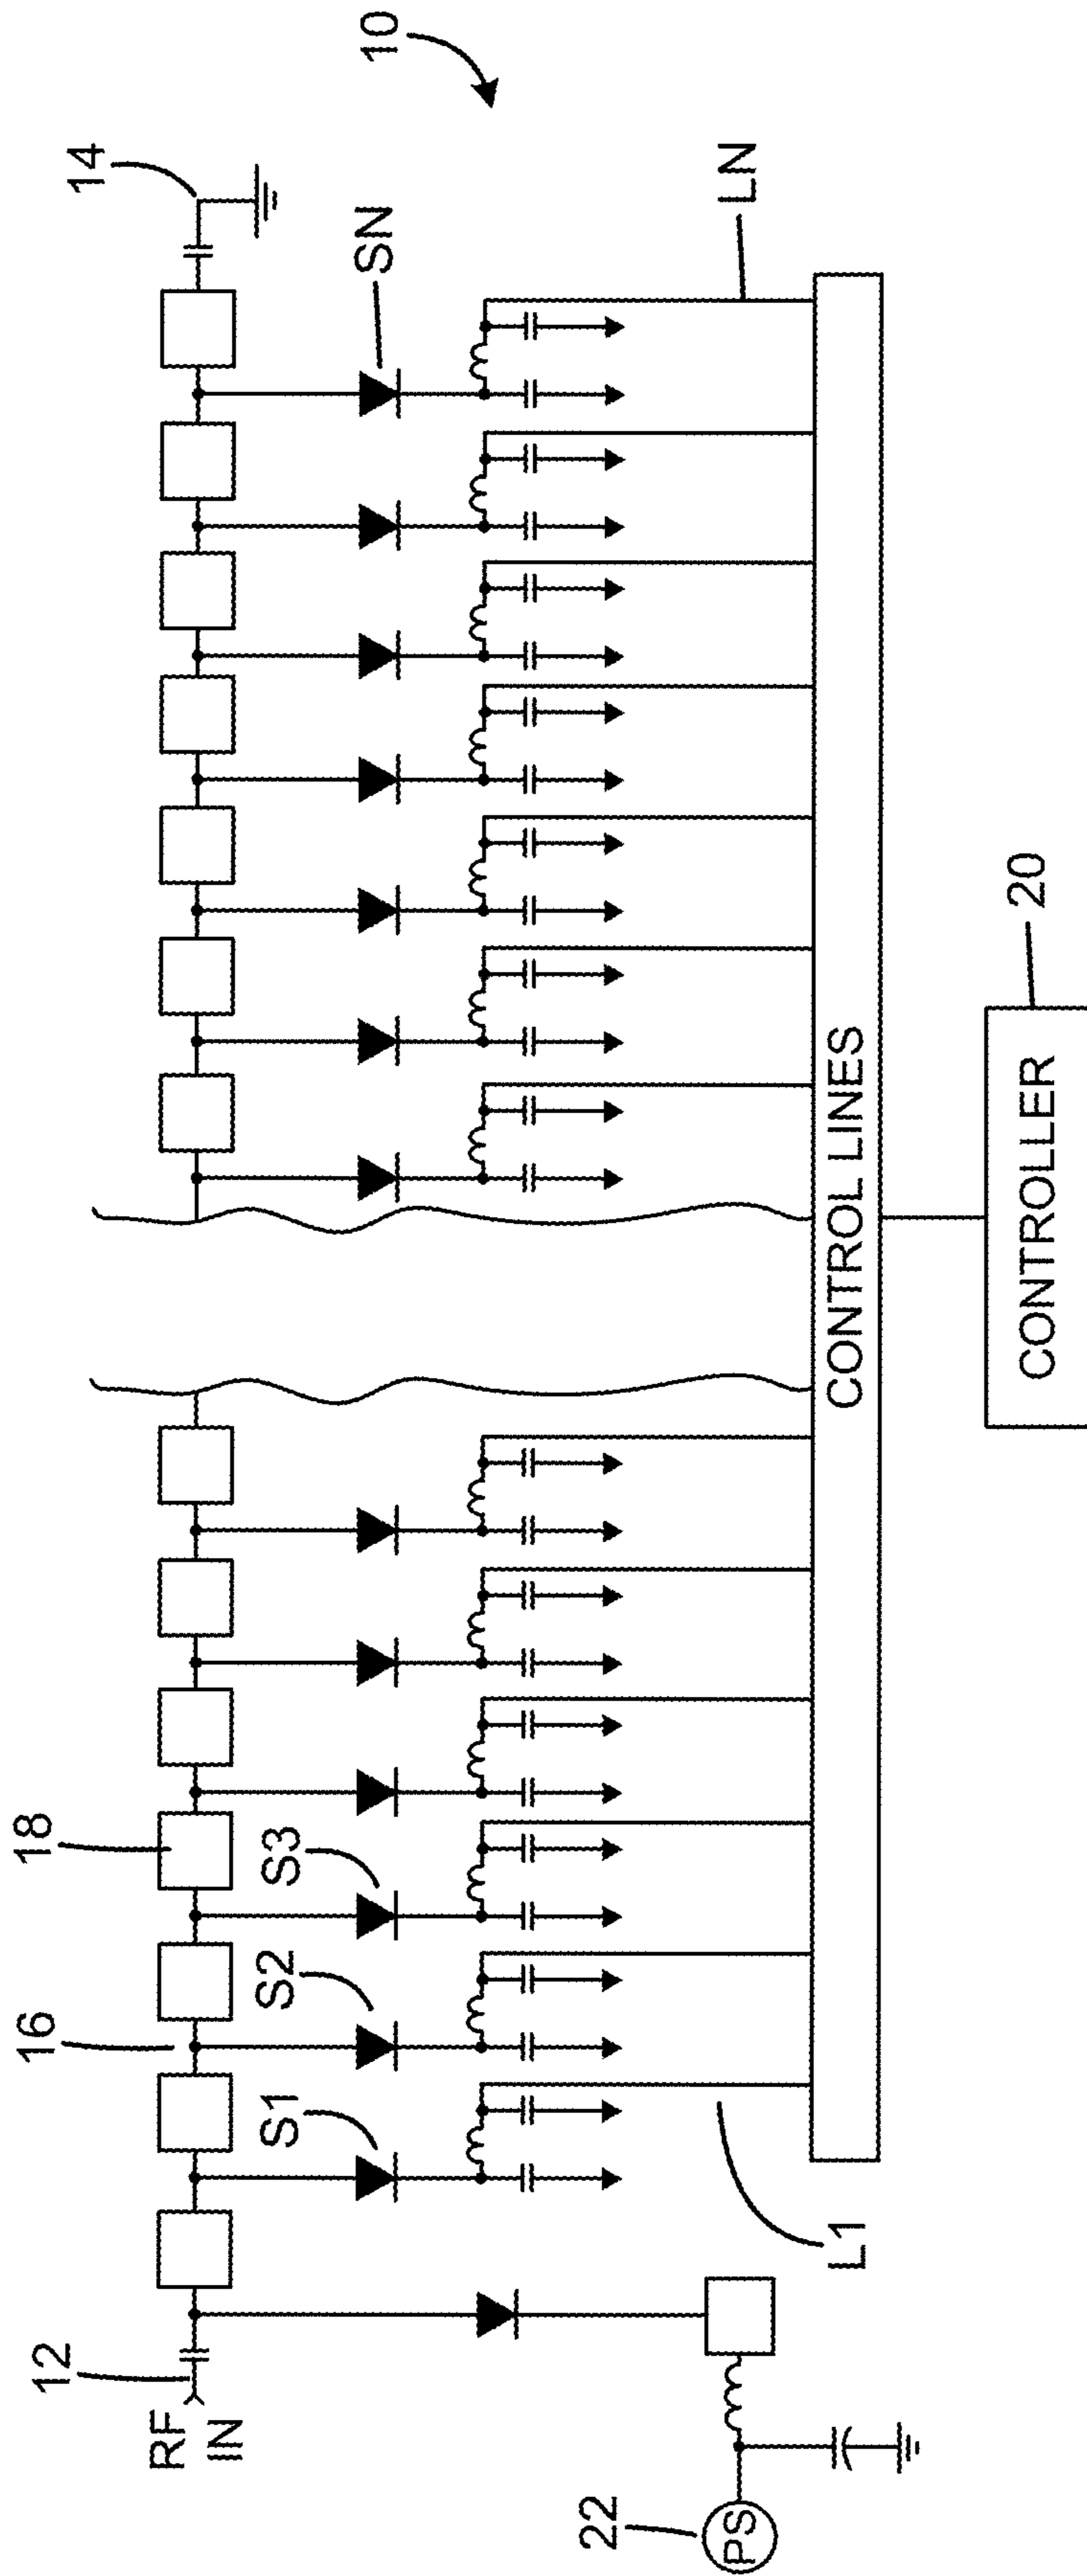 10
14
SN
LN
18
S3
S2
16
S1
12
RF
IN
L1
22
PS
CONTROL LINES
20
CONTROLLER